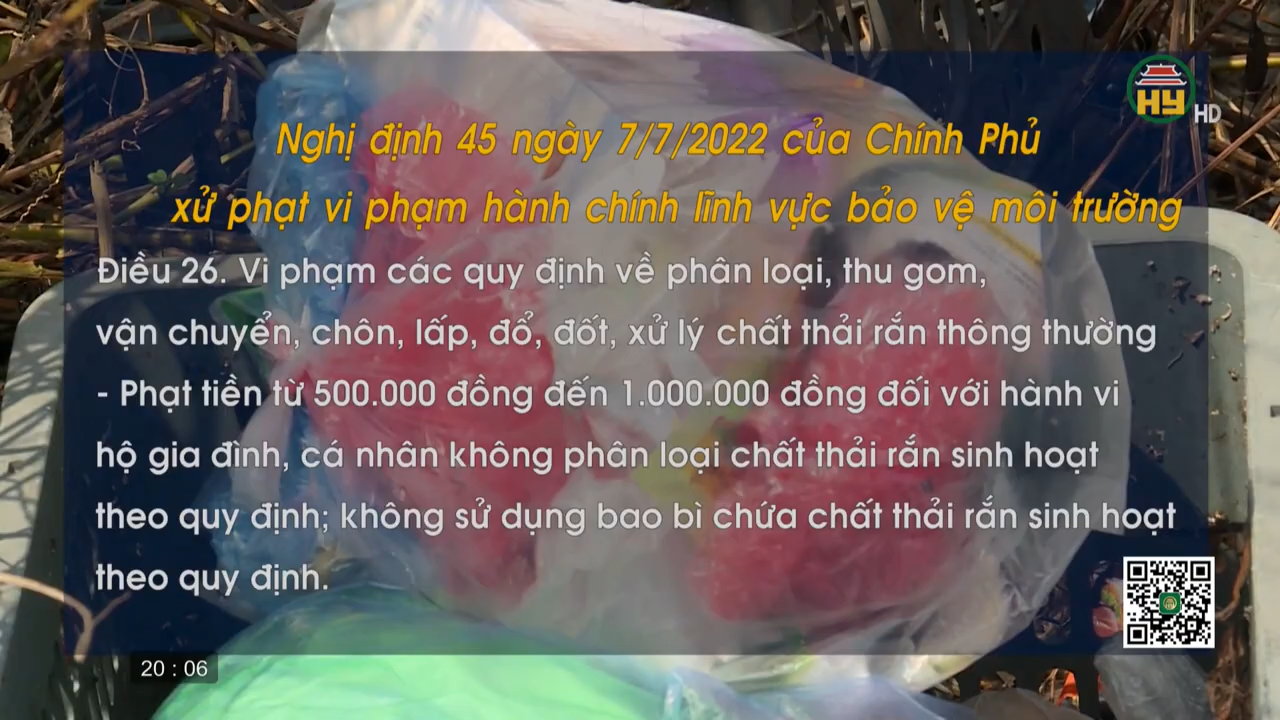 HY
HD
Nghị định 45 ngày 7/7/2022 của Chính Phủ
xử phạt vi phạm hành chính lĩnh vực bảo vệ môi trường
Điều 26. Vi phạm các quy định về phân loại, thu gom,
vận chuyển, chôn, lấp, đổ, đốt, xử lý chất thải rắn thông thường
- Phạt tiền từ 500.000 đồng đến 1.000.000 đồng đối với hành vi
hộ gia đình, cá nhân không phân loại chất thải rắn sinh hoạt
theo quy định; không sử dụng bao bì chứa chất thải rắn sinh hoạt
theo quy định.
20 : 06